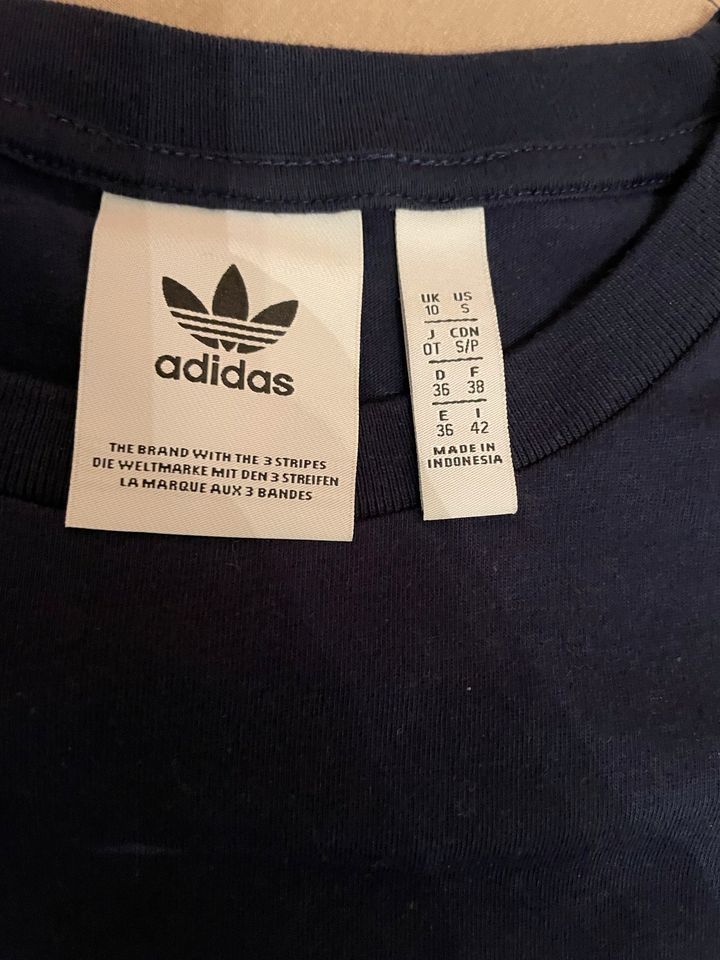 adidas
THE BRAND WITH THE 3 STRIPES
DIE WELTMARKE MIT DEN 3 STREIFEN
LA MARQUE AUX 3 BANDES
UK US
10 S
J CDN
OT S/P
D F
36 38
E I
36 42
MADE IN
INDONESIA